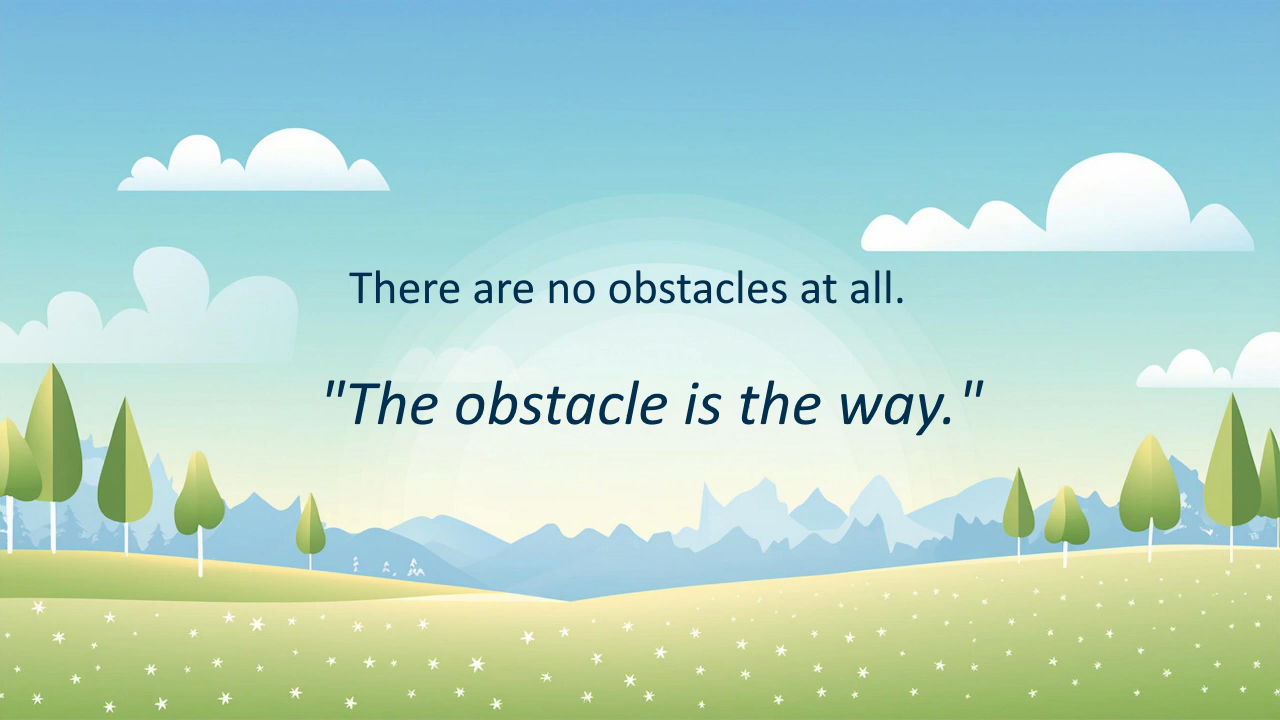 There are no obstacles at all.
"The obstacle is the way."